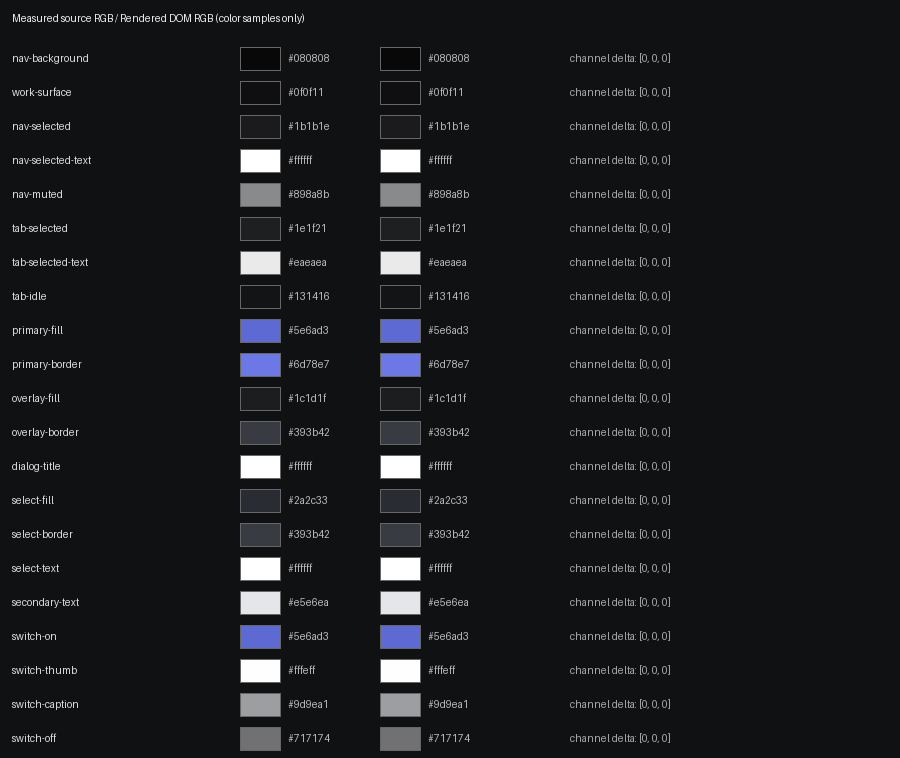 Measured source RGB / Rendered DOM RGB (color samples only)
nav-background #080808 #080808 channel delta: [0, 0, 0]
work-surface #0f0f11 #0f0f11 channel delta: [0, 0, 0]
nav-selected #1b1b1e #1b1b1e channel delta: [0, 0, 0]
nav-selected-text #ffffff #ffffff channel delta: [0, 0, 0]
nav-muted #898a8b #898a8b channel delta: [0, 0, 0]
tab-selected #1e1f21 #1e1f21 channel delta: [0, 0, 0]
tab-selected-text #eaeaea #eaeaea channel delta: [0, 0, 0]
tab-idle #131416 #131416 channel delta: [0, 0, 0]
primary-fill #5e6ad3 #5e6ad3 channel delta: [0, 0, 0]
primary-border #6d78e7 #6d78e7 channel delta: [0, 0, 0]
overlay-fill #1c1d1f #1c1d1f channel delta: [0, 0, 0]
overlay-border #393b42 #393b42 channel delta: [0, 0, 0]
dialog-title #ffffff #ffffff channel delta: [0, 0, 0]
select-fill #2a2c33 #2a2c33 channel delta: [0, 0, 0]
select-border #393b42 #393b42 channel delta: [0, 0, 0]
select-text #ffffff #ffffff channel delta: [0, 0, 0]
secondary-text #e5e6ea #e5e6ea channel delta: [0, 0, 0]
switch-on #5e6ad3 #5e6ad3 channel delta: [0, 0, 0]
switch-thumb #fffeff #fffeff channel delta: [0, 0, 0]
switch-caption #9d9ea1 #9d9ea1 channel delta: [0, 0, 0]
switch-off #717174 #717174 channel delta: [0, 0, 0]